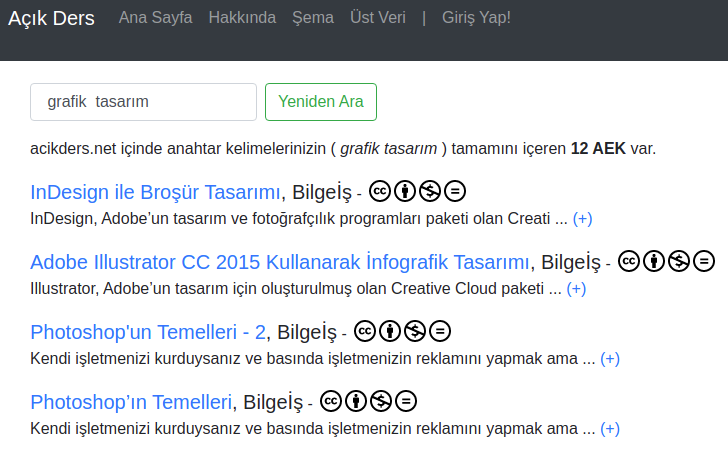 Açık Ders Ana Sayfa Hakkında Şema Üst Veri | Giriş Yap!
grafik tasarım Yeniden Ara
acikders.net içinde anahtar kelimelerinizin ( grafik tasarım ) tamamını içeren 12 AEK var.
InDesign ile Broşür Tasarımı, Bilgeİş - cc $ =
InDesign, Adobe’un tasarım ve fotoğrafçılık programları paketi olan Creati ... (+)
Adobe Illustrator CC 2015 Kullanarak İnfografik Tasarımı, Bilgeİş - cc $ =
Illustrator, Adobe’un tasarım için oluşturulmuş olan Creative Cloud paketi ... (+)
Photoshop'un Temelleri - 2, Bilgeİş - cc $ =
Kendi işletmenizi kurduysanız ve basında işletmenizin reklamını yapmak ama ... (+)
Photoshop’ın Temelleri, Bilgeİş - cc $ =
Kendi işletmenizi kurduysanız ve basında işletmenizin reklamını yapmak ama ... (+)